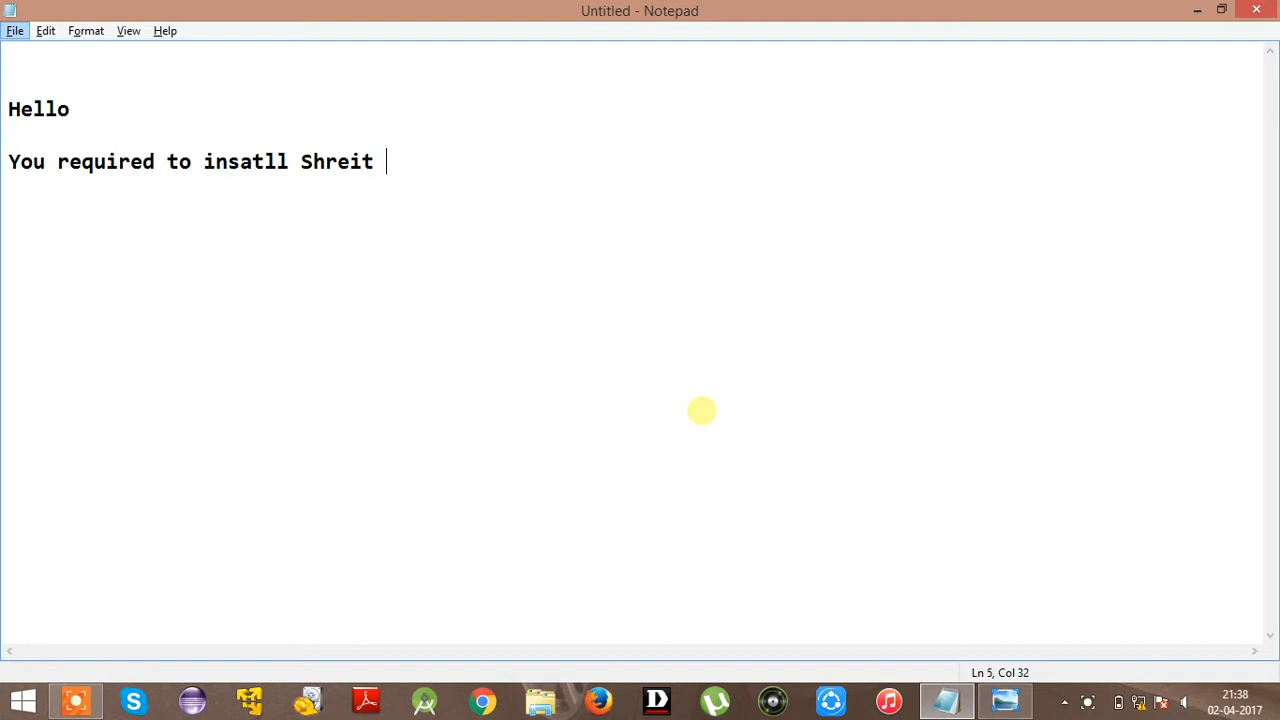 Untitled - Notepad
File Edit Format View Help
Hello
You required to insatll Shreit
Ln 5, Col 32
21:38
02-04-2017